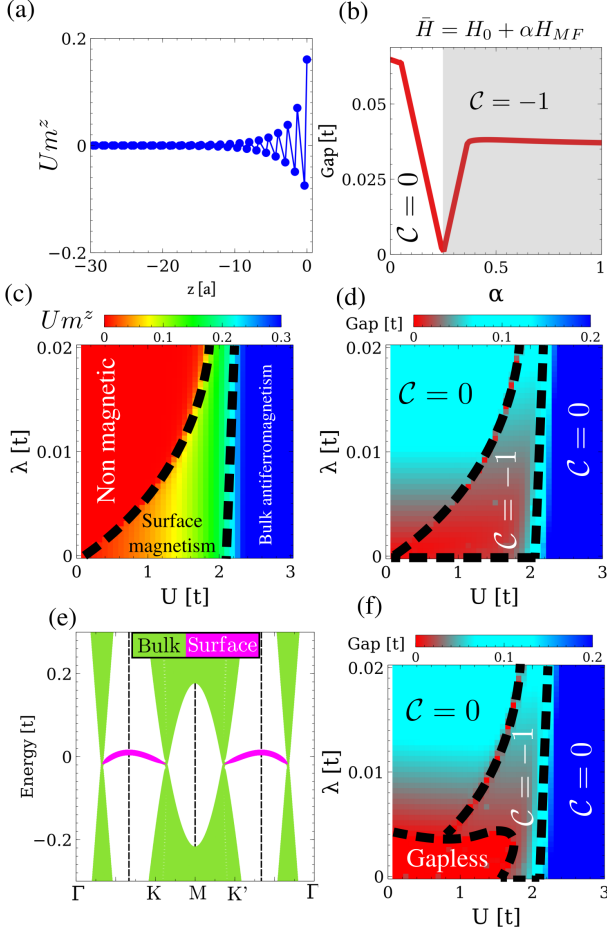 (a)
0.2
Um^z
−0.2
−30 −20 −10 0
z [a]
(b)
H̄ = H_0 + αH_MF
Gap [t]
0.05
0.025
0
C = 0
C = −1
0 0.5 1
α
(c)
Um^z
0 0.1 0.2 0.3
λ [t]
0.02
0.01
0
Non magnetic
Surface
magnetism
Bulk antiferromagnetism
0 1 2 3
U [t]
(d)
Gap [t]
0 0.1 0.2
λ [t]
0.02
0.01
0
C = 0
C = −1
C = 0
0 1 2 3
U [t]
(e)
Bulk Surface
Energy [t]
0.2
0
−0.2
Γ K M K' Γ
(f)
Gap [t]
0 0.1 0.2
λ [t]
0.02
0.01
0
C = 0
C = −1
C = 0
Gapless
0 1 2 3
U [t]